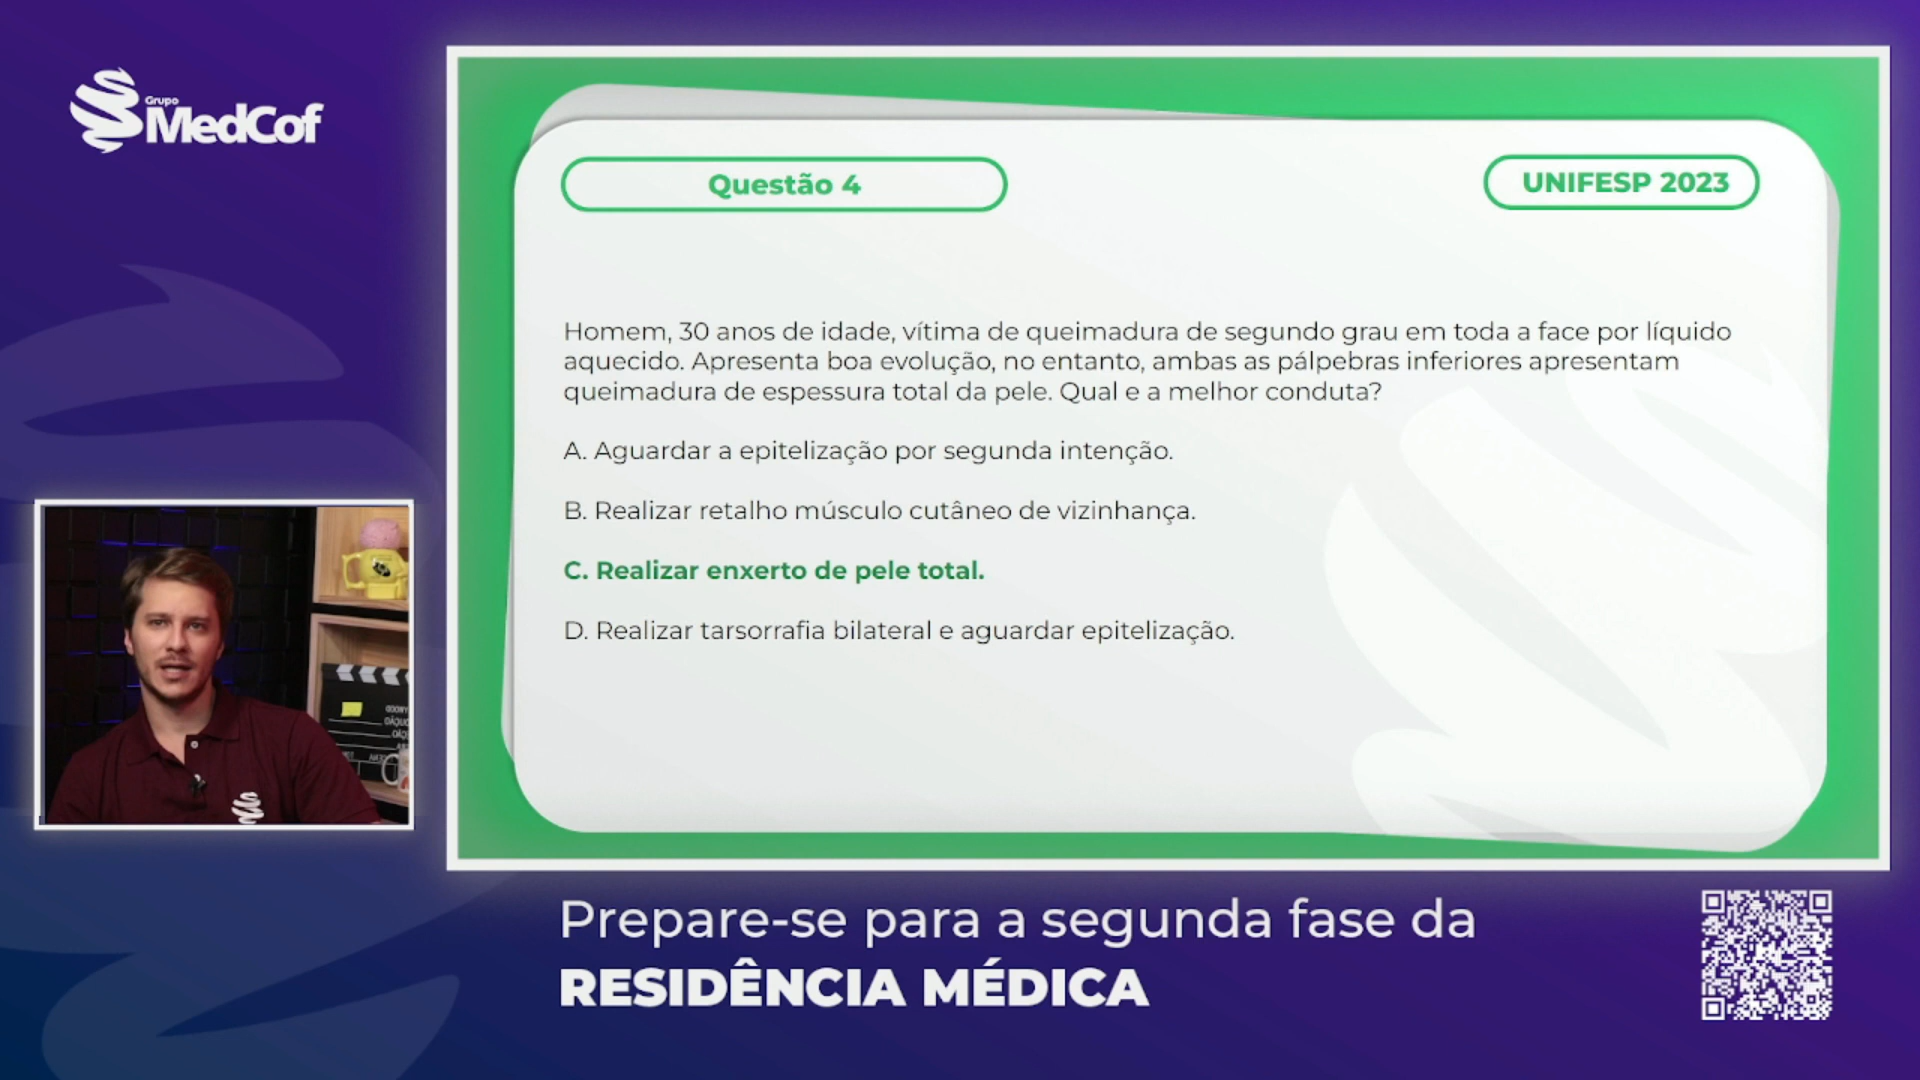 Grupo
MedCof
Questão 4
UNIFESP 2023
Homem, 30 anos de idade, vítima de queimadura de segundo grau em toda a face por líquido
aquecido. Apresenta boa evolução, no entanto, ambas as pálpebras inferiores apresentam
queimadura de espessura total da pele. Qual e a melhor conduta?
A. Aguardar a epitelização por segunda intenção.
B. Realizar retalho músculo cutâneo de vizinhança.
C. Realizar enxerto de pele total.
D. Realizar tarsorrafia bilateral e aguardar epitelização.
Prepare-se para a segunda fase da
RESIDÊNCIA MÉDICA